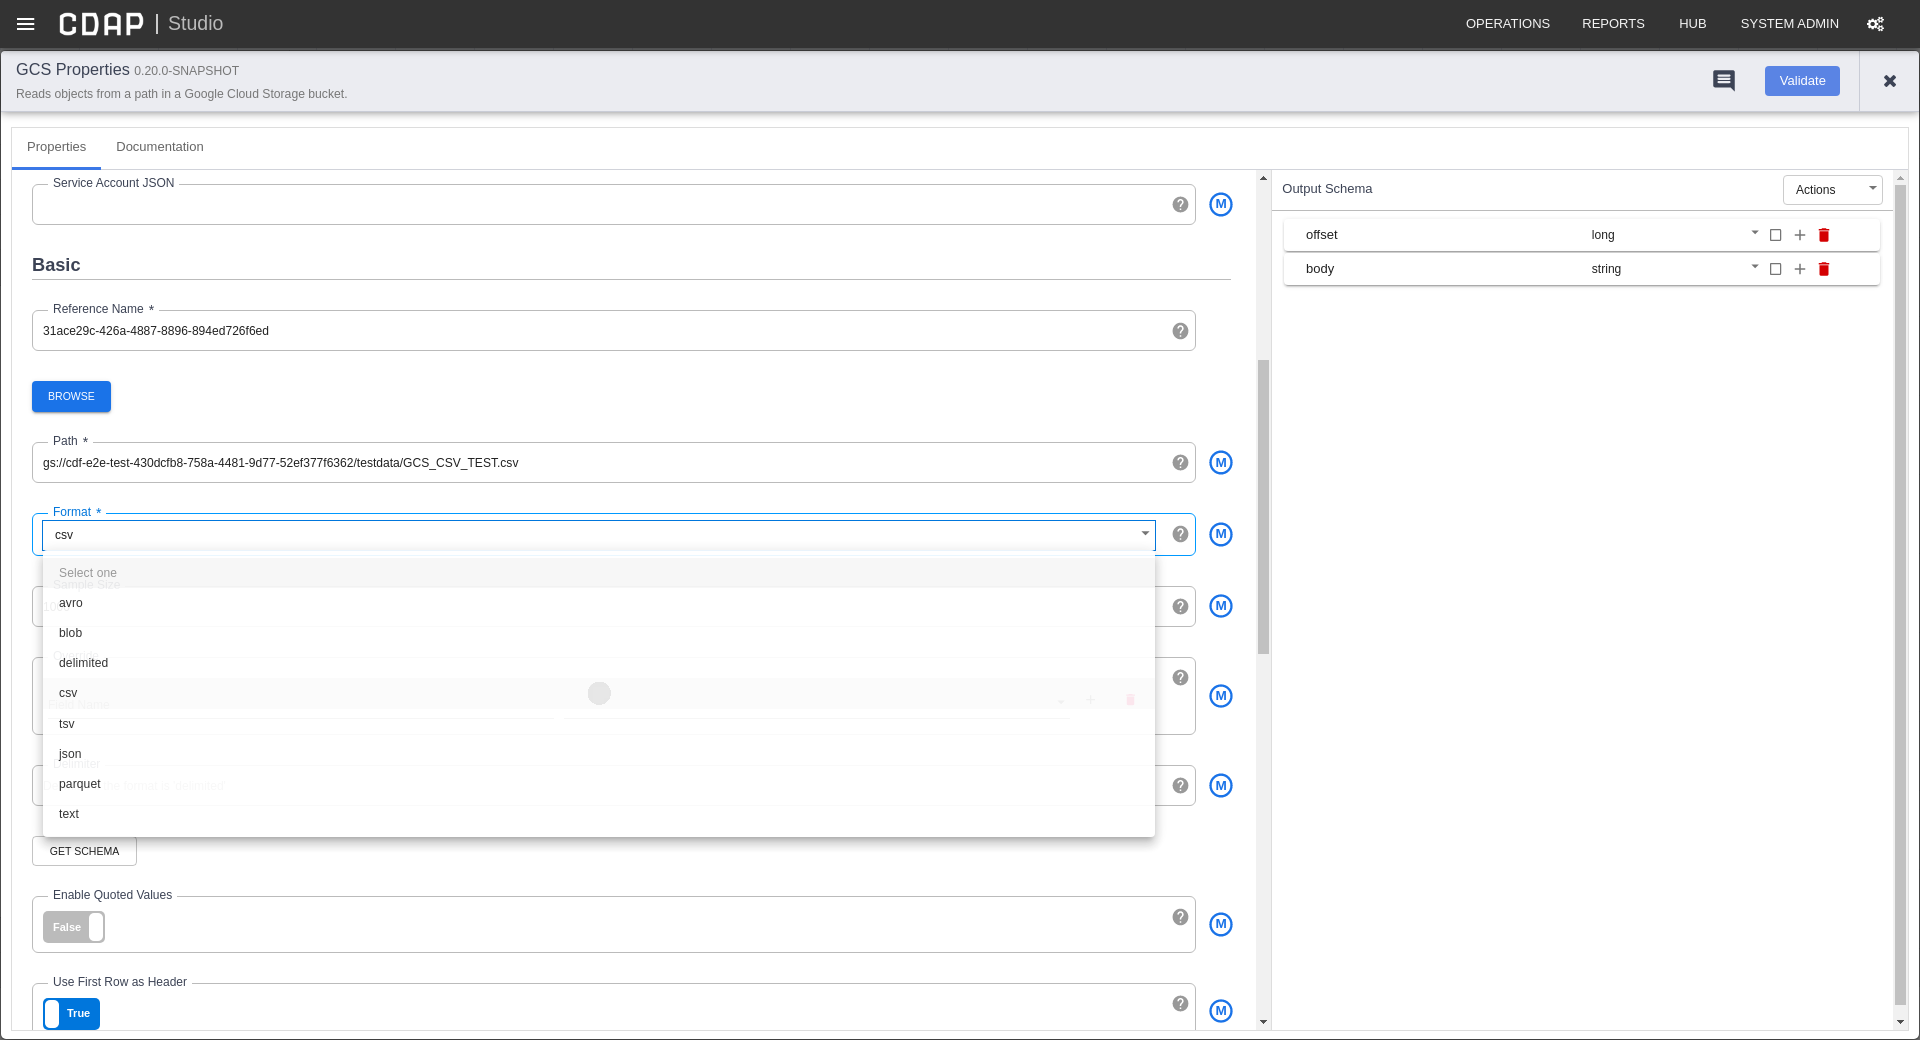 CDAP | Studio
OPERATIONS REPORTS HUB SYSTEM ADMIN
GCS Properties 0.20.0-SNAPSHOT
Reads objects from a path in a Google Cloud Storage bucket.
Validate
Properties Documentation
Service Account JSON
M
Basic
Reference Name *
31ace29c-426a-4887-8896-894ed726f6ed
BROWSE
Path *
gs://cdf-e2e-test-430dcfb8-758a-4481-9d77-52ef377f6362/testdata/GCS_CSV_TEST.csv
M
Format *
csv
M
Select one
Sample Size
avro
M
blob
delimited
csv
M
tsv
json
Delimiter
parquet
M
text
GET SCHEMA
Enable Quoted Values
False
M
Use First Row as Header
True
M
Output Schema
Actions
offset long
body string